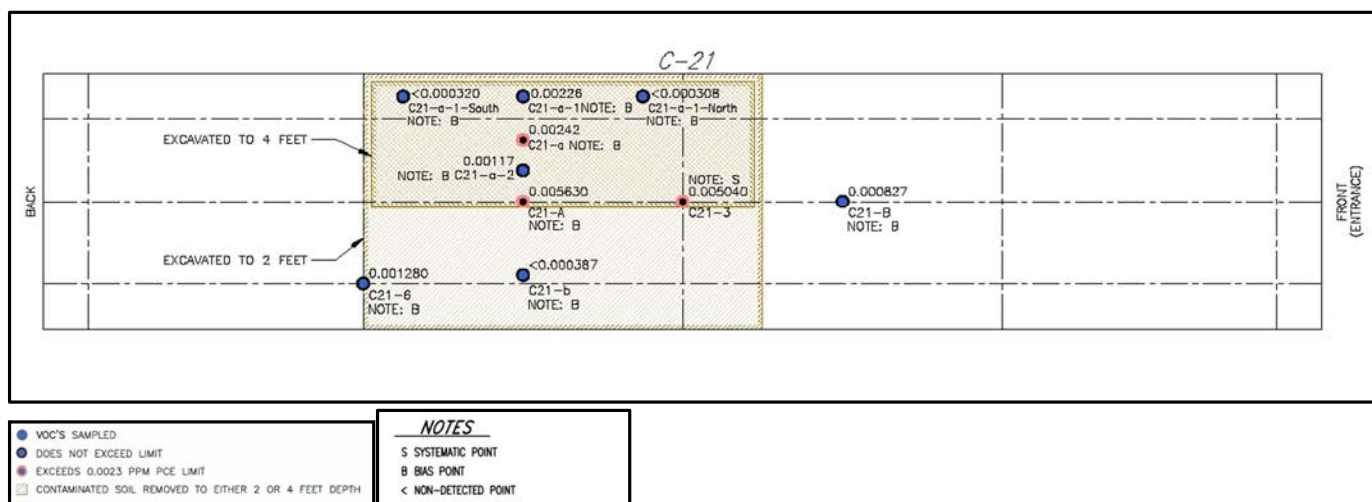 C-21
<0.000320
C21-a-1-South
NOTE: B
0.00226
C21-a-1 NOTE: B
<0.000308
C21-a-1-North
NOTE: B
EXCAVATED TO 4 FEET
0.00242
C21-a NOTE: B
0.00117
NOTE: B C21-a-2
0.005630
C21-A
NOTE: B
NOTE: S
0.005040
C21-3
0.000827
C21-B
NOTE: B
BACK
FRONT
(ENTRANCE)
EXCAVATED TO 2 FEET
0.001280
C21-6
NOTE: B
<0.000387
C21-b
NOTE: B
VOC'S SAMPLED
DOES NOT EXCEED LIMIT
EXCEEDS 0.0023 PPM PCE LIMIT
CONTAMINATED SOIL REMOVED TO EITHER 2 OR 4 FEET DEPTH
NOTES
S SYSTEMATIC POINT
B BIAS POINT
< NON-DETECTED POINT